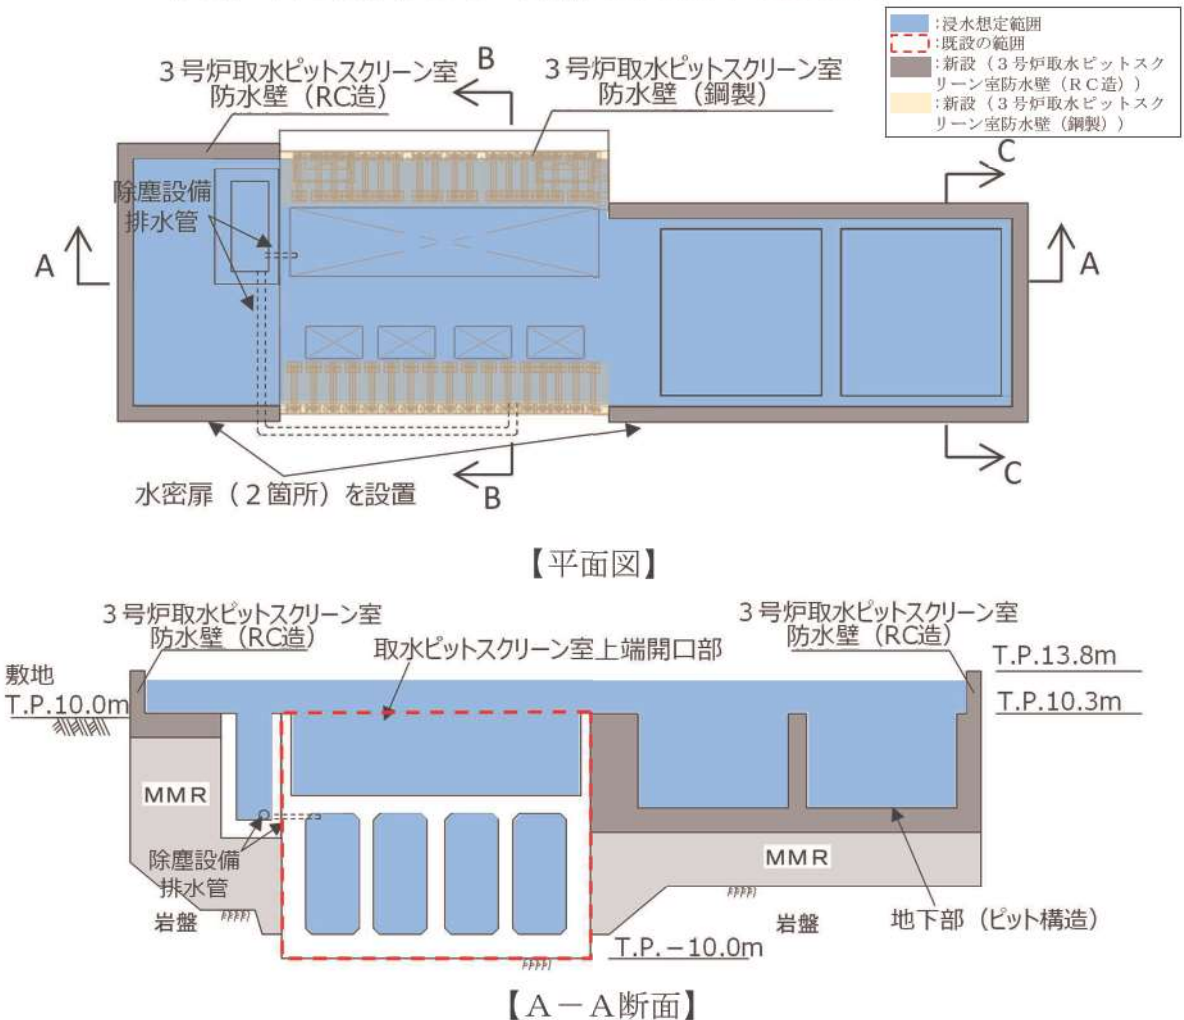 :浸水想定範囲
:既設の範囲
:新設(3号炉取水ピットスク
リーン室防水壁(RC造))
:新設(3号炉取水ピットスク
リーン室防水壁(鋼製))
3号炉取水ピットスクリーン室
防水壁(RC造)
B
3号炉取水ピットスクリーン室
防水壁(鋼製)
C
除塵設備
排水管
A
A
水密扉(2箇所)を設置
B
C
【平面図】
3号炉取水ピットスクリーン室
防水壁(RC造)
取水ピットスクリーン室上端開口部
3号炉取水ピットスクリーン室
防水壁(RC造)
敷地
T.P.10.0m
T.P.13.8m
T.P.10.3m
MMR
除塵設備
排水管
岩盤
MMR
岩盤
地下部(ピット構造)
T.P.-10.0m
【A-A断面】